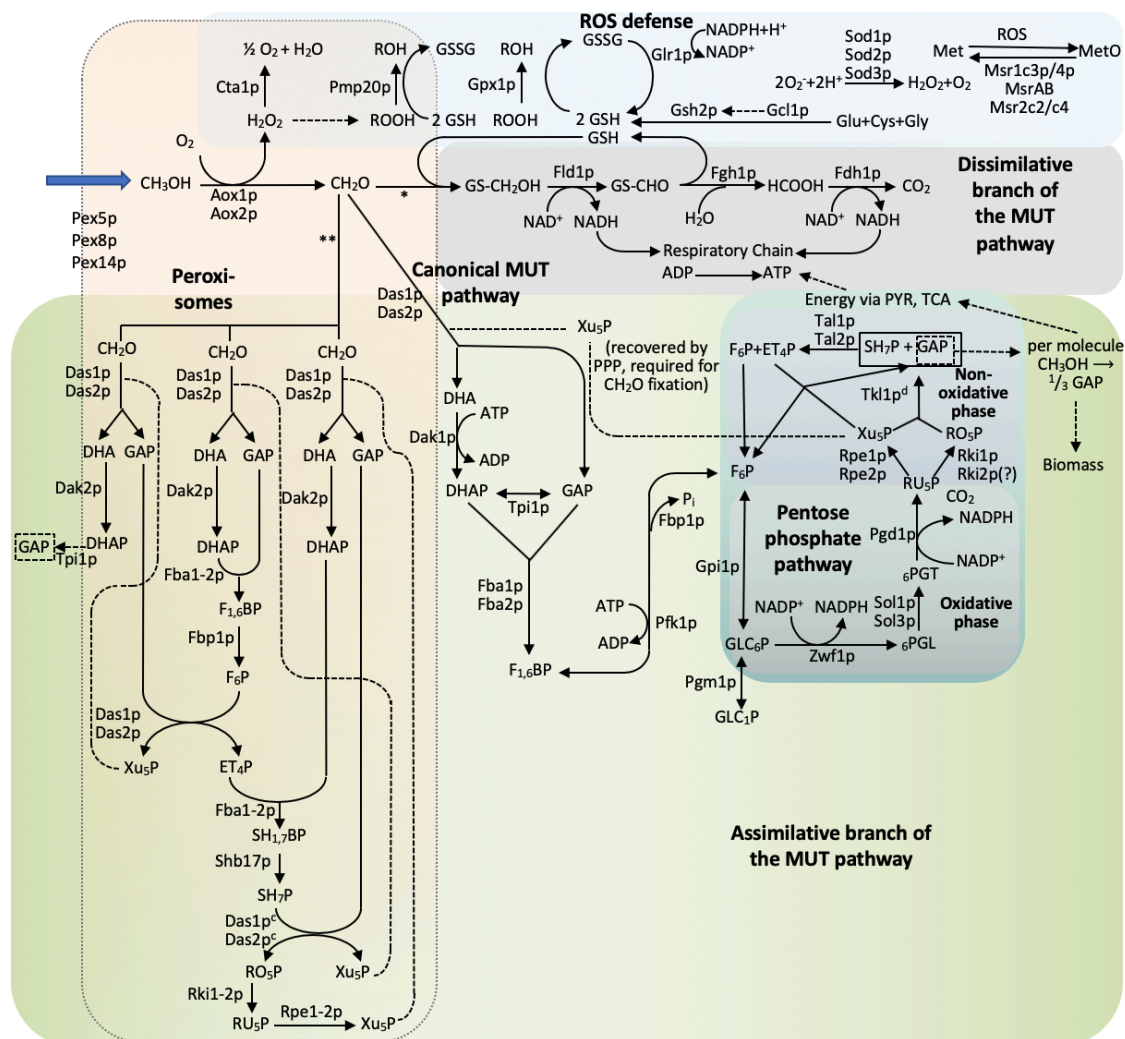 ROS defense
½ O₂ + H₂O
Cta1p
H₂O₂
ROH
Pmp20p
ROOH
GSSG
2 GSH
ROH
Gpx1p
ROOH
GSSG
Glr1p
NADPH+H⁺
NADP⁺
2 GSH
GSH
Sod1p
Sod2p
Sod3p
2O₂⁻+2H⁺
H₂O₂+O₂
Met
ROS
MetO
Msr1c3p/4p
MsrAB
Msr2c2/c4
Gsh2p
Gcl1p
Glu+Cys+Gly
O₂
CH₃OH
Aox1p
Aox2p
CH₂O
*
**
Pex5p
Pex8p
Pex14p
Peroxi-
somes
GS-CH₂OH
Fld1p
NAD⁺
NADH
GS-CHO
Fgh1p
H₂O
HCOOH
Fdh1p
NAD⁺
NADH
CO₂
Respiratory Chain
ADP
ATP
Dissimilative
branch of
the MUT
pathway
Canonical MUT
pathway
Das1p
Das2p
Xu₅P
(recovered by
PPP, required for
CH₂O fixation)
DHA
ATP
Dak1p
ADP
DHAP
Tpi1p
GAP
Fba1p
Fba2p
F₁,₆BP
ATP
ADP
Pfk1p
Pᵢ
Fbp1p
Energy via PYR, TCA
Tal1p
Tal2p
F₆P+ET₄P
SH₇P + GAP
per molecule
CH₃OH →
¹/₃ GAP
Biomass
Non-
oxidative
phase
Tkl1pᵈ
Xu₅P
RO₅P
Rpe1p
Rpe2p
Rki1p
Rki2p(?)
RU₅P
F₆P
Gpi1p
Pentose
phosphate
pathway
CO₂
Pgd1p
NADPH
NADP⁺
₆PGT
Sol1p
Sol3p
Oxidative
phase
NADP⁺
NADPH
GLC₆P
Zwf1p
₆PGL
Pgm1p
GLC₁P
CH₂O
Das1p
Das2p
DHA
GAP
Dak2p
DHAP
Tpi1p
GAP
CH₂O
Das1p
Das2p
DHA
GAP
Dak2p
DHAP
Fba1-2p
F₁,₆BP
Fbp1p
F₆P
CH₂O
Das1p
Das2p
DHA
GAP
Dak2p
DHAP
Das1p
Das2p
Xu₅P
ET₄P
Fba1-2p
SH₁,₇BP
Shb17p
SH₇P
Das1pᶜ
Das2pᶜ
RO₅P
Xu₅P
Rki1-2p
RU₅P
Rpe1-2p
Xu₅P
Assimilative branch of
the MUT pathway